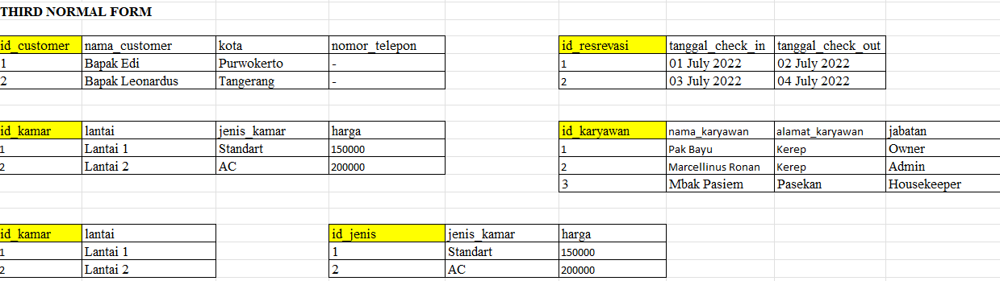 THIRD NORMAL FORM
id_customer nama_customer kota nomor_telepon
1 Bapak Edi Purwokerto -
2 Bapak Leonardus Tangerang -
id_resrevasi tanggal_check_in tanggal_check_out
1 01 July 2022 02 July 2022
2 03 July 2022 04 July 2022
id_kamar lantai jenis_kamar harga
1 Lantai 1 Standart 150000
2 Lantai 2 AC 200000
id_karyawan nama_karyawan alamat_karyawan jabatan
1 Pak Bayu Kerep Owner
2 Marcellinus Ronan Kerep Admin
3 Mbak Pasiem Pasekan Housekeeper
id_kamar lantai
1 Lantai 1
2 Lantai 2
id_jenis jenis_kamar harga
1 Standart 150000
2 AC 200000